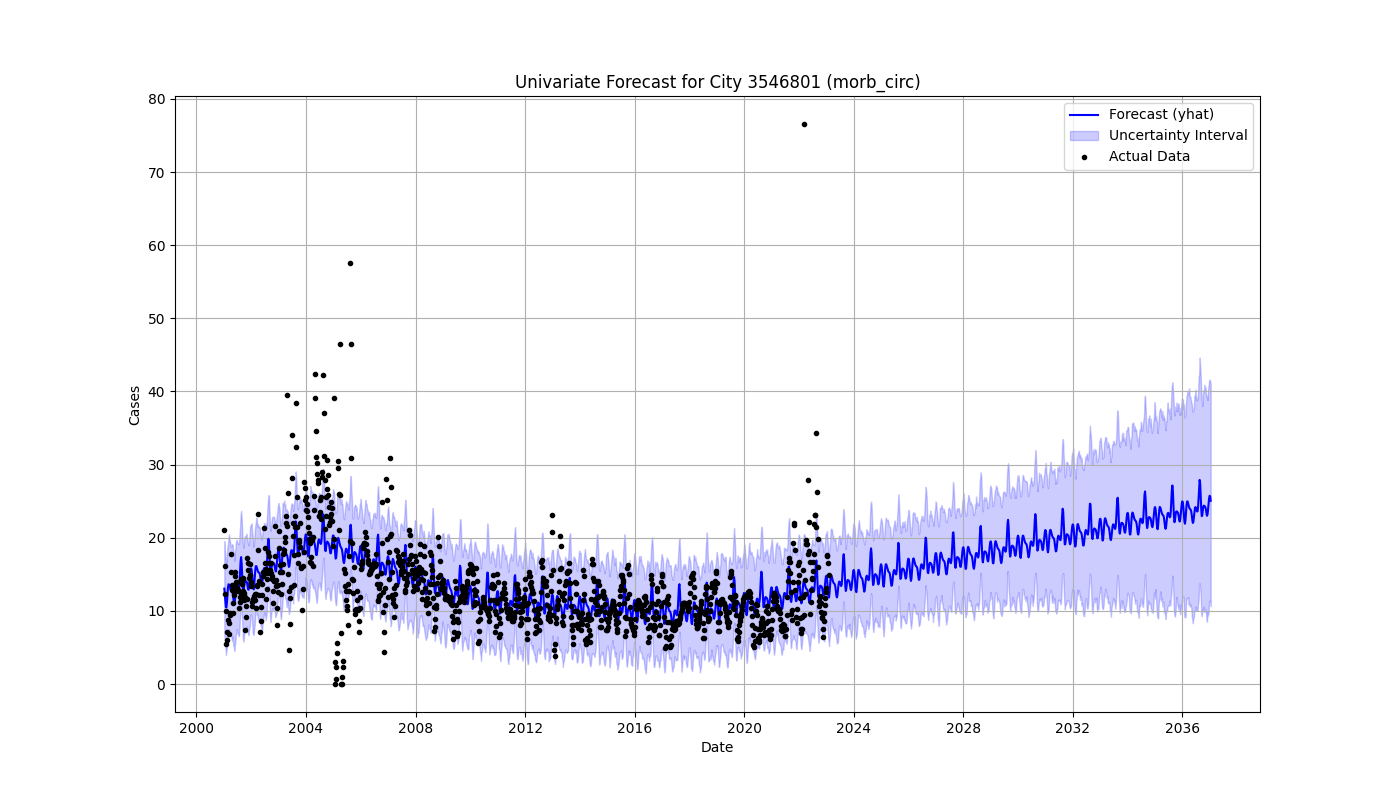 Univariate Forecast for City 3546801 (morb_circ)
Forecast (yhat)
Uncertainty Interval
Actual Data
Cases
80
70
60
50
40
30
20
10
0
2000 2004 2008 2012 2016 2020 2024 2028 2032 2036
Date